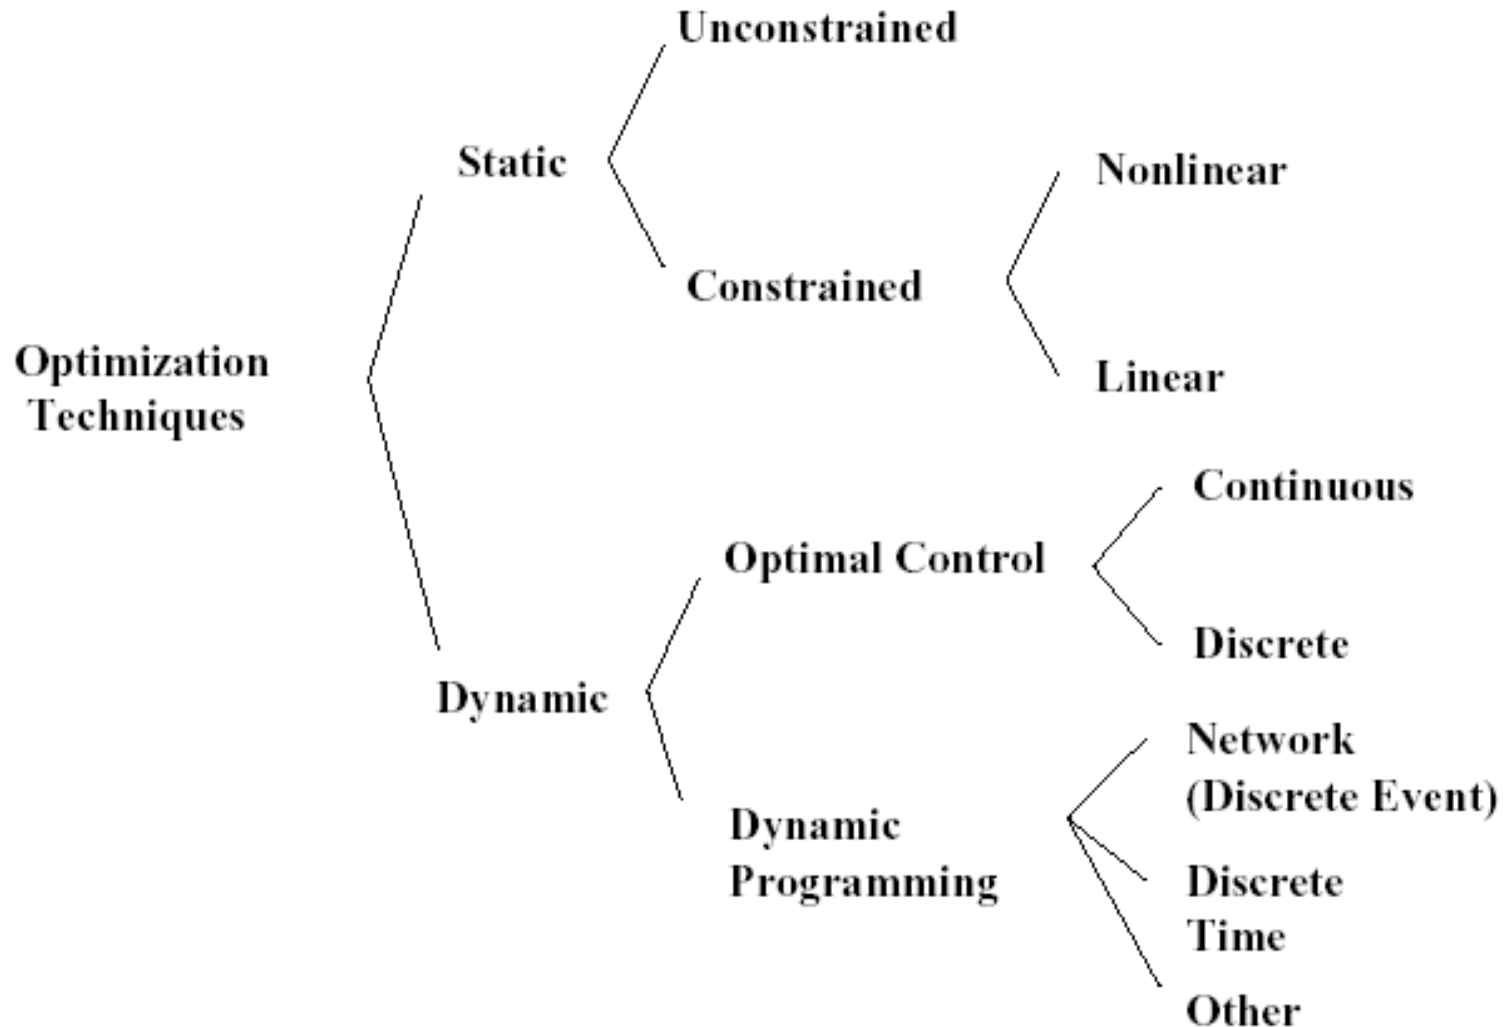 Unconstrained
Static
Nonlinear
Constrained
Optimization
Techniques
Linear
Continuous
Optimal Control
Discrete
Dynamic
Network
(Discrete Event)
Dynamic
Programming
Discrete
Time
Other